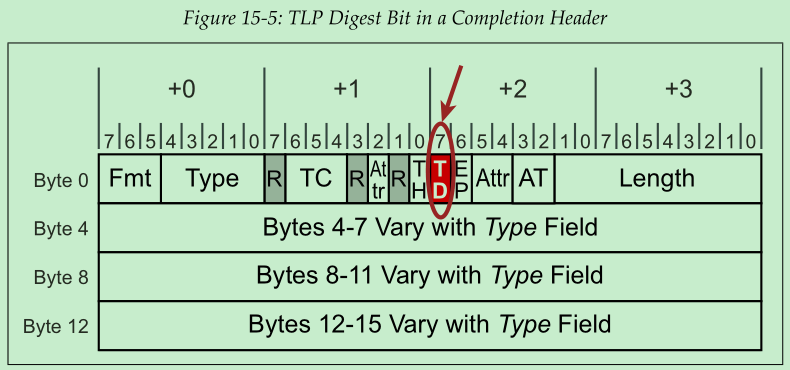 Figure 15-5: TLP Digest Bit in a Completion Header
+0 +1 +2 +3
7 6 5 4 3 2 1 0 7 6 5 4 3 2 1 0 7 6 5 4 3 2 1 0 7 6 5 4 3 2 1 0
Byte 0 Fmt Type R TC R At tr R T H T D E P Attr AT Length
Byte 4 Bytes 4-7 Vary with Type Field
Byte 8 Bytes 8-11 Vary with Type Field
Byte 12 Bytes 12-15 Vary with Type Field